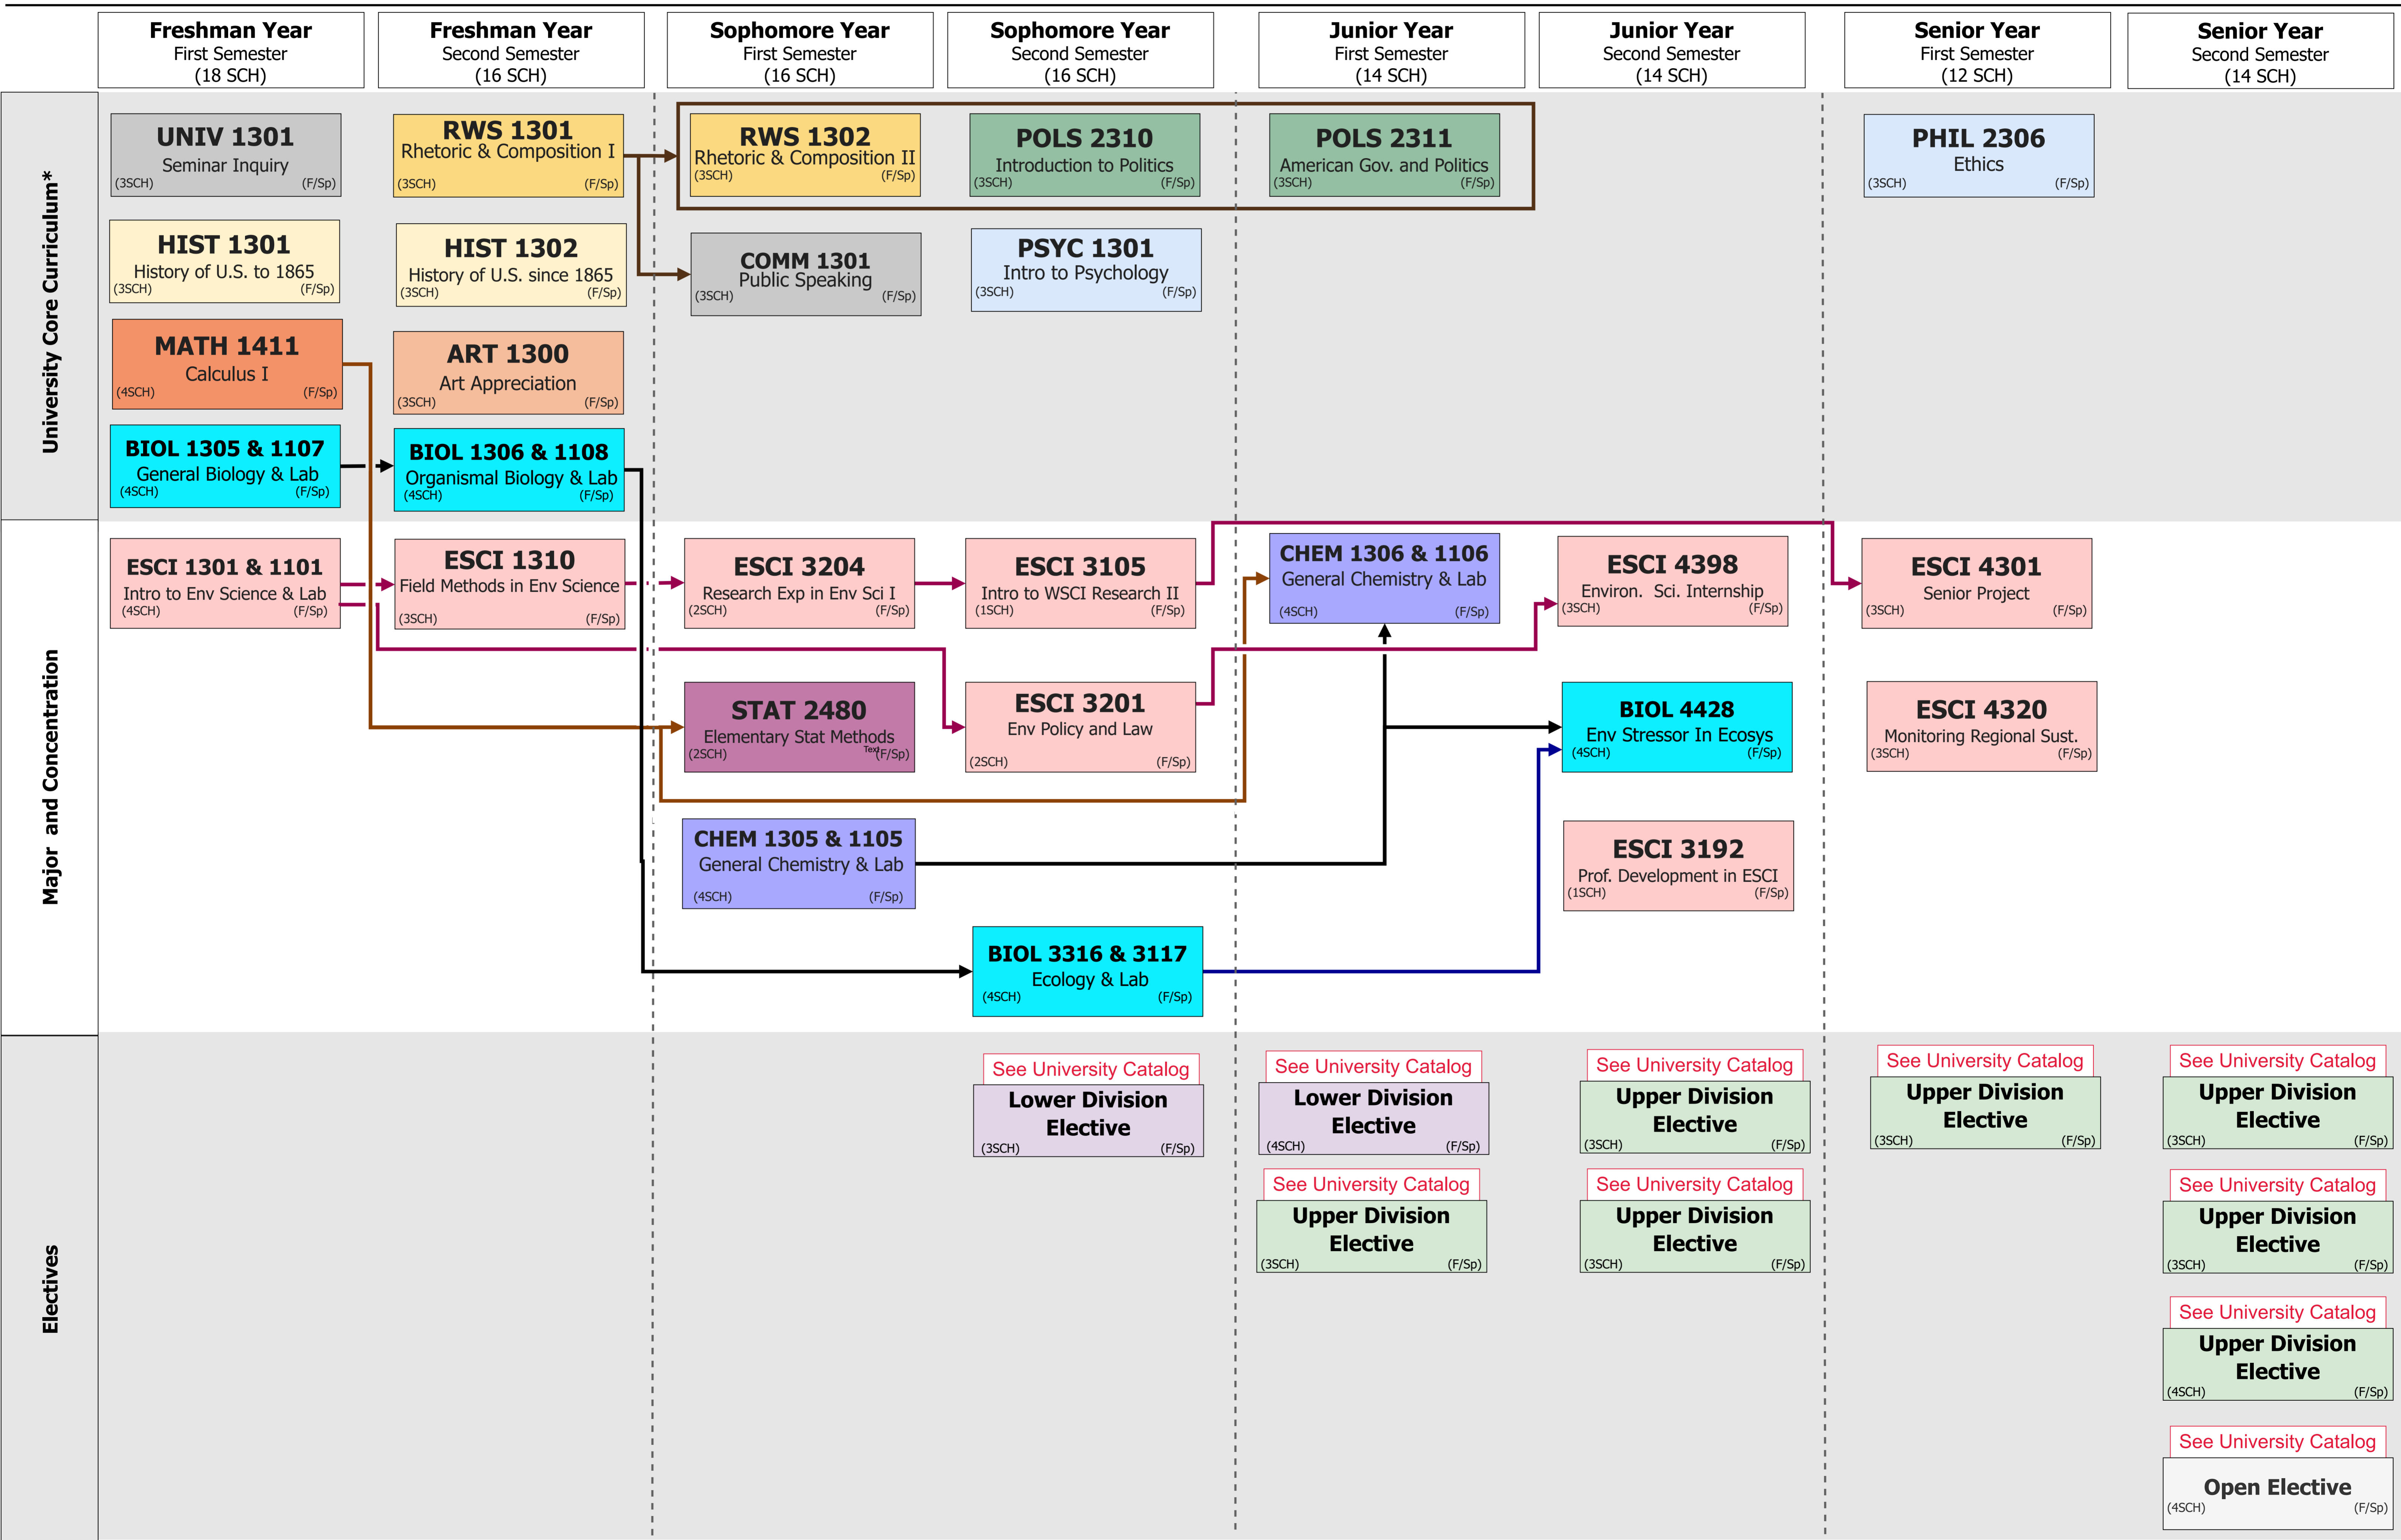 Freshman Year
First Semester
(18 SCH)
Freshman Year
Second Semester
(16 SCH)
Sophomore Year
First Semester
(16 SCH)
Sophomore Year
Second Semester
(16 SCH)
Junior Year
First Semester
(14 SCH)
Junior Year
Second Semester
(14 SCH)
Senior Year
First Semester
(12 SCH)
Senior Year
Second Semester
(14 SCH)
University Core Curriculum*
UNIV 1301
Seminar Inquiry
(3SCH) (F/Sp)
RWS 1301
Rhetoric & Composition I
(3SCH) (F/Sp)
RWS 1302
Rhetoric & Composition II
(3SCH) (F/Sp)
POLS 2310
Introduction to Politics
(3SCH) (F/Sp)
POLS 2311
American Gov. and Politics
(3SCH) (F/Sp)
PHIL 2306
Ethics
(3SCH) (F/Sp)
HIST 1301
History of U.S. to 1865
(3SCH) (F/Sp)
HIST 1302
History of U.S. since 1865
(3SCH) (F/Sp)
COMM 1301
Public Speaking
(3SCH) (F/Sp)
PSYC 1301
Intro to Psychology
(3SCH) (F/Sp)
MATH 1411
Calculus I
(4SCH) (F/Sp)
ART 1300
Art Appreciation
(3SCH) (F/Sp)
BIOL 1305 & 1107
General Biology & Lab
(4SCH) (F/Sp)
BIOL 1306 & 1108
Organismal Biology & Lab
(4SCH) (F/Sp)
Major and Concentration
ESCI 1301 & 1101
Intro to Env Science & Lab
(4SCH) (F/Sp)
ESCI 1310
Field Methods in Env Science
(3SCH) (F/Sp)
ESCI 3204
Research Exp in Env Sci I
(2SCH) (F/Sp)
ESCI 3105
Intro to WSCI Research II
(1SCH) (F/Sp)
CHEM 1306 & 1106
General Chemistry & Lab
(4SCH) (F/Sp)
ESCI 4398
Environ. Sci. Internship
(3SCH) (F/Sp)
ESCI 4301
Senior Project
(3SCH) (F/Sp)
STAT 2480
Elementary Stat Methods
Text
(2SCH) (F/Sp)
ESCI 3201
Env Policy and Law
(2SCH) (F/Sp)
BIOL 4428
Env Stressor In Ecosys
(4SCH) (F/Sp)
ESCI 4320
Monitoring Regional Sust.
(3SCH) (F/Sp)
CHEM 1305 & 1105
General Chemistry & Lab
(4SCH) (F/Sp)
ESCI 3192
Prof. Development in ESCI
(1SCH) (F/Sp)
BIOL 3316 & 3117
Ecology & Lab
(4SCH) (F/Sp)
Electives
See University Catalog
Lower Division
Elective
(3SCH) (F/Sp)
See University Catalog
Lower Division
Elective
(4SCH) (F/Sp)
See University Catalog
Upper Division
Elective
(3SCH) (F/Sp)
See University Catalog
Upper Division
Elective
(3SCH) (F/Sp)
See University Catalog
Upper Division
Elective
(3SCH) (F/Sp)
See University Catalog
Upper Division
Elective
(3SCH) (F/Sp)
See University Catalog
Upper Division
Elective
(3SCH) (F/Sp)
See University Catalog
Upper Division
Elective
(3SCH) (F/Sp)
See University Catalog
Upper Division
Elective
(4SCH) (F/Sp)
See University Catalog
Open Elective
(4SCH) (F/Sp)